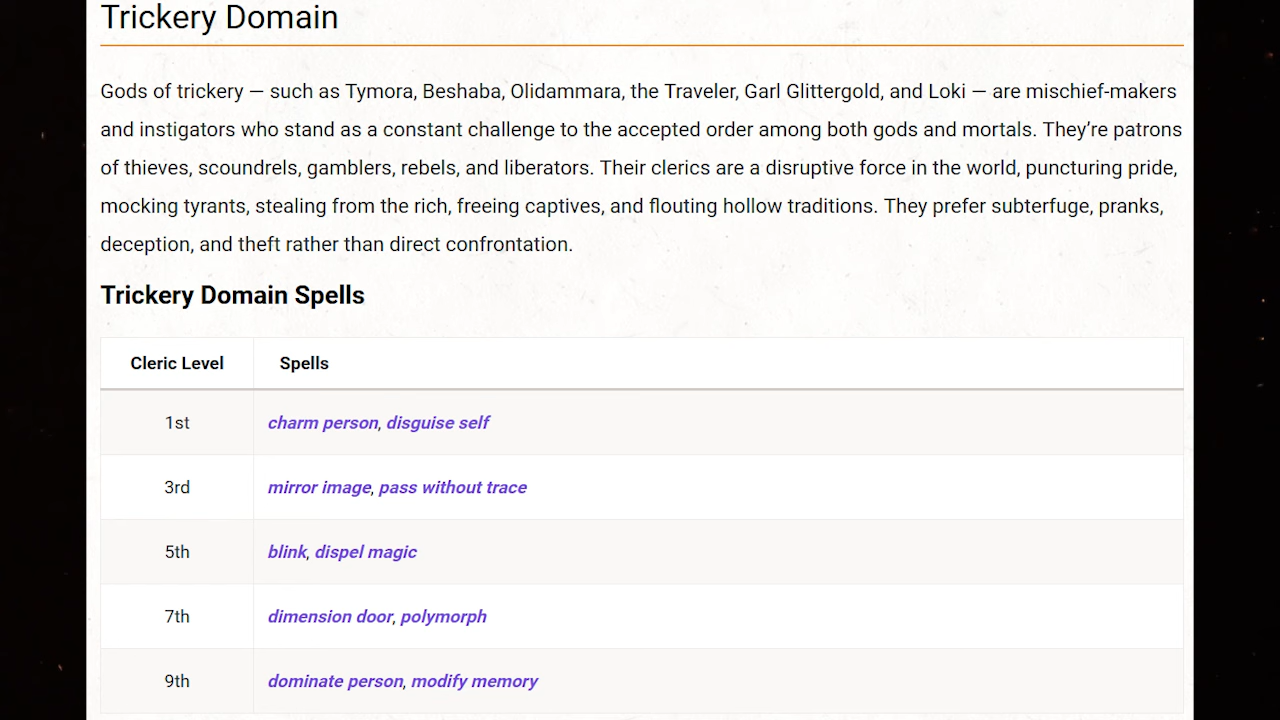 Trickery Domain
Gods of trickery — such as Tymora, Beshaba, Olidammara, the Traveler, Garl Glittergold, and Loki — are mischief-makers
and instigators who stand as a constant challenge to the accepted order among both gods and mortals. They’re patrons
of thieves, scoundrels, gamblers, rebels, and liberators. Their clerics are a disruptive force in the world, puncturing pride,
mocking tyrants, stealing from the rich, freeing captives, and flouting hollow traditions. They prefer subterfuge, pranks,
deception, and theft rather than direct confrontation.
Trickery Domain Spells
Cleric Level Spells
1st charm person, disguise self
3rd mirror image, pass without trace
5th blink, dispel magic
7th dimension door, polymorph
9th dominate person, modify memory